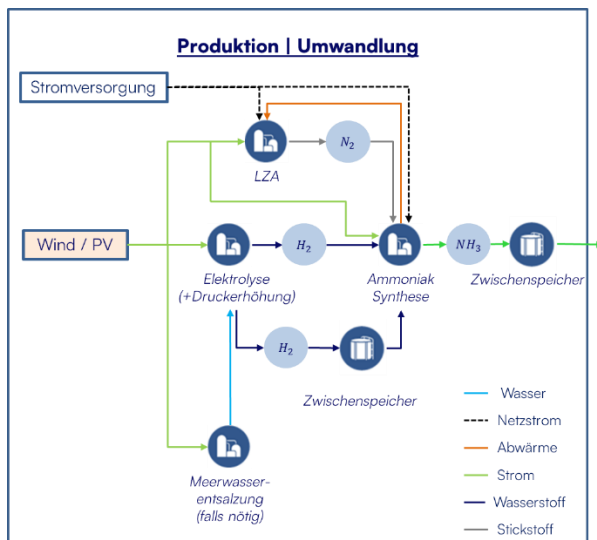 Produktion | Umwandlung
Stromversorgung
N₂
LZA
Wind / PV
H₂
NH₃
Elektrolyse
(+Druckerhöhung)
Ammoniak
Synthese
Zwischenspeicher
H₂
Zwischenspeicher
Meerwasser-
entsalzung
(falls nötig)
Wasser
Netzstrom
Abwärme
Strom
Wasserstoff
Stickstoff